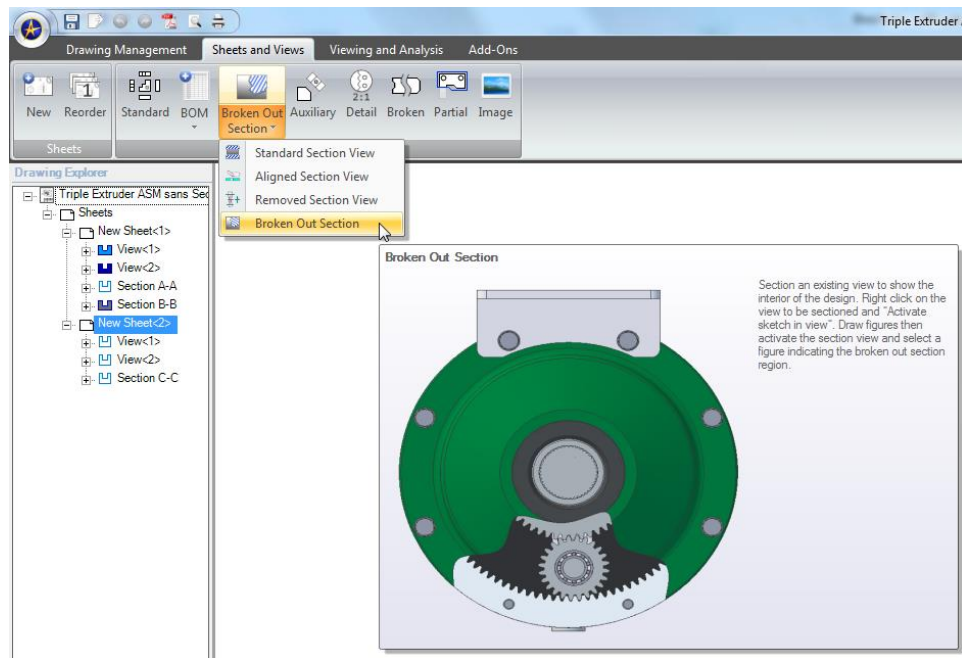 Triple Extruder
Drawing Management Sheets and Views Viewing and Analysis Add-Ons
New Reorder Standard BOM Broken Out Section Auxiliary 2:1 Detail Broken Partial Image
Sheets
Standard Section View
Aligned Section View
Removed Section View
Broken Out Section
Drawing Explorer
Triple Extruder ASM sans Sec
Sheets
New Sheet<1>
View<1>
View<2>
Section A-A
Section B-B
New Sheet<2>
View<1>
View<2>
Section C-C
Broken Out Section
Section an existing view to show the
interior of the design. Right click on the
view to be sectioned and "Activate
sketch in view". Draw figures then
activate the section view and select a
figure indicating the broken out section
region.